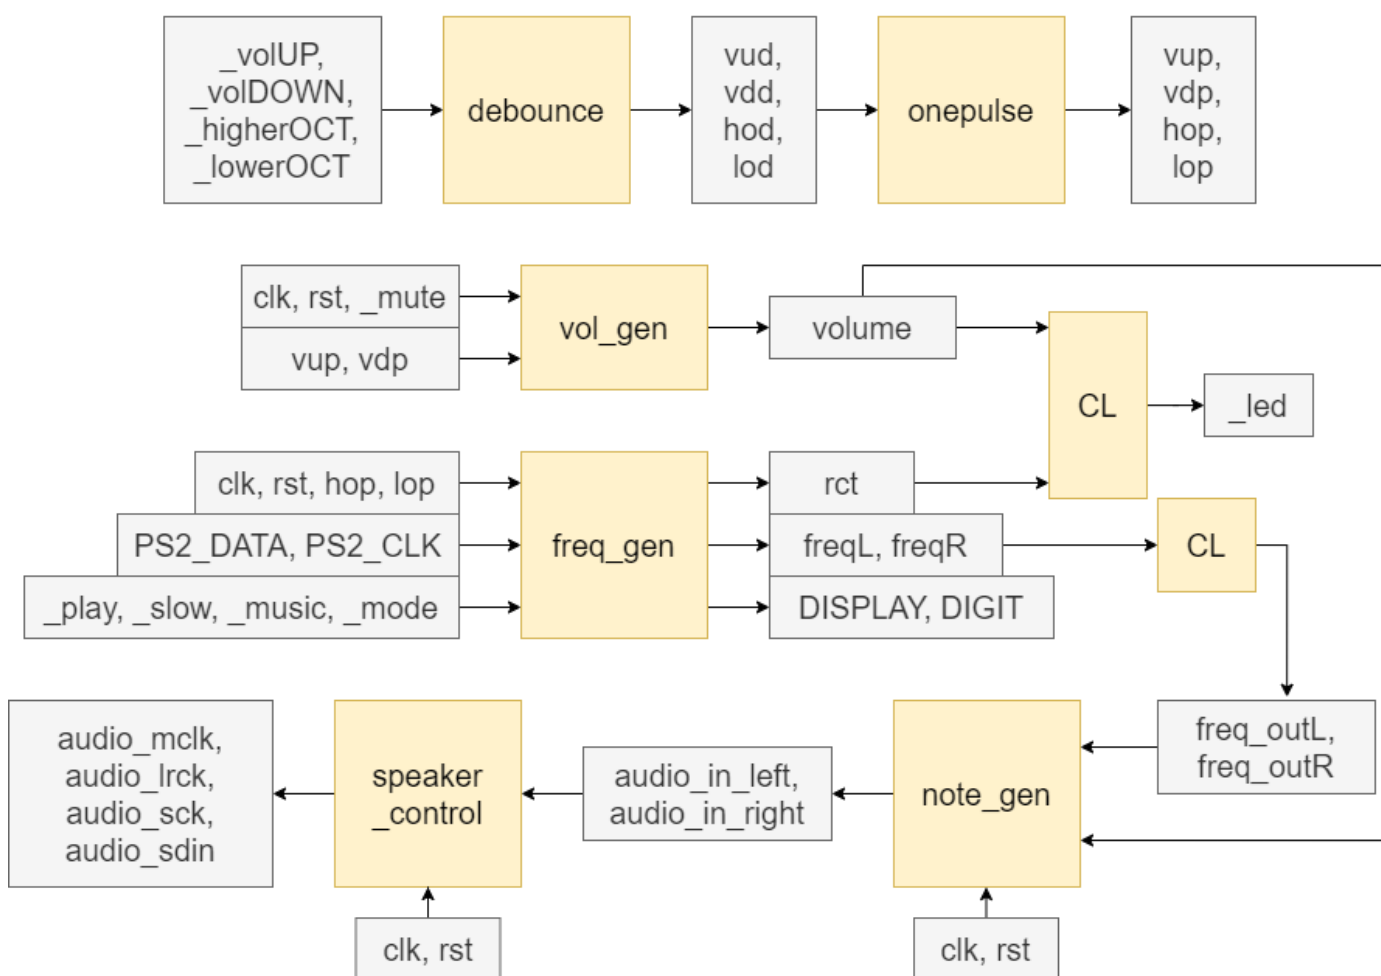 _volUP,
_volDOWN,
_higherOCT,
_lowerOCT
debounce
vud,
vdd,
hod,
lod
onepulse
vup,
vdp,
hop,
lop
clk, rst, _mute
vup, vdp
vol_gen
volume
CL
_led
clk, rst, hop, lop
PS2_DATA, PS2_CLK
_play, _slow, _music, _mode
freq_gen
rct
freqL, freqR
DISPLAY, DIGIT
CL
audio_mclk,
audio_lrck,
audio_sck,
audio_sdin
speaker
_control
audio_in_left,
audio_in_right
note_gen
freq_outL,
freq_outR
clk, rst
clk, rst